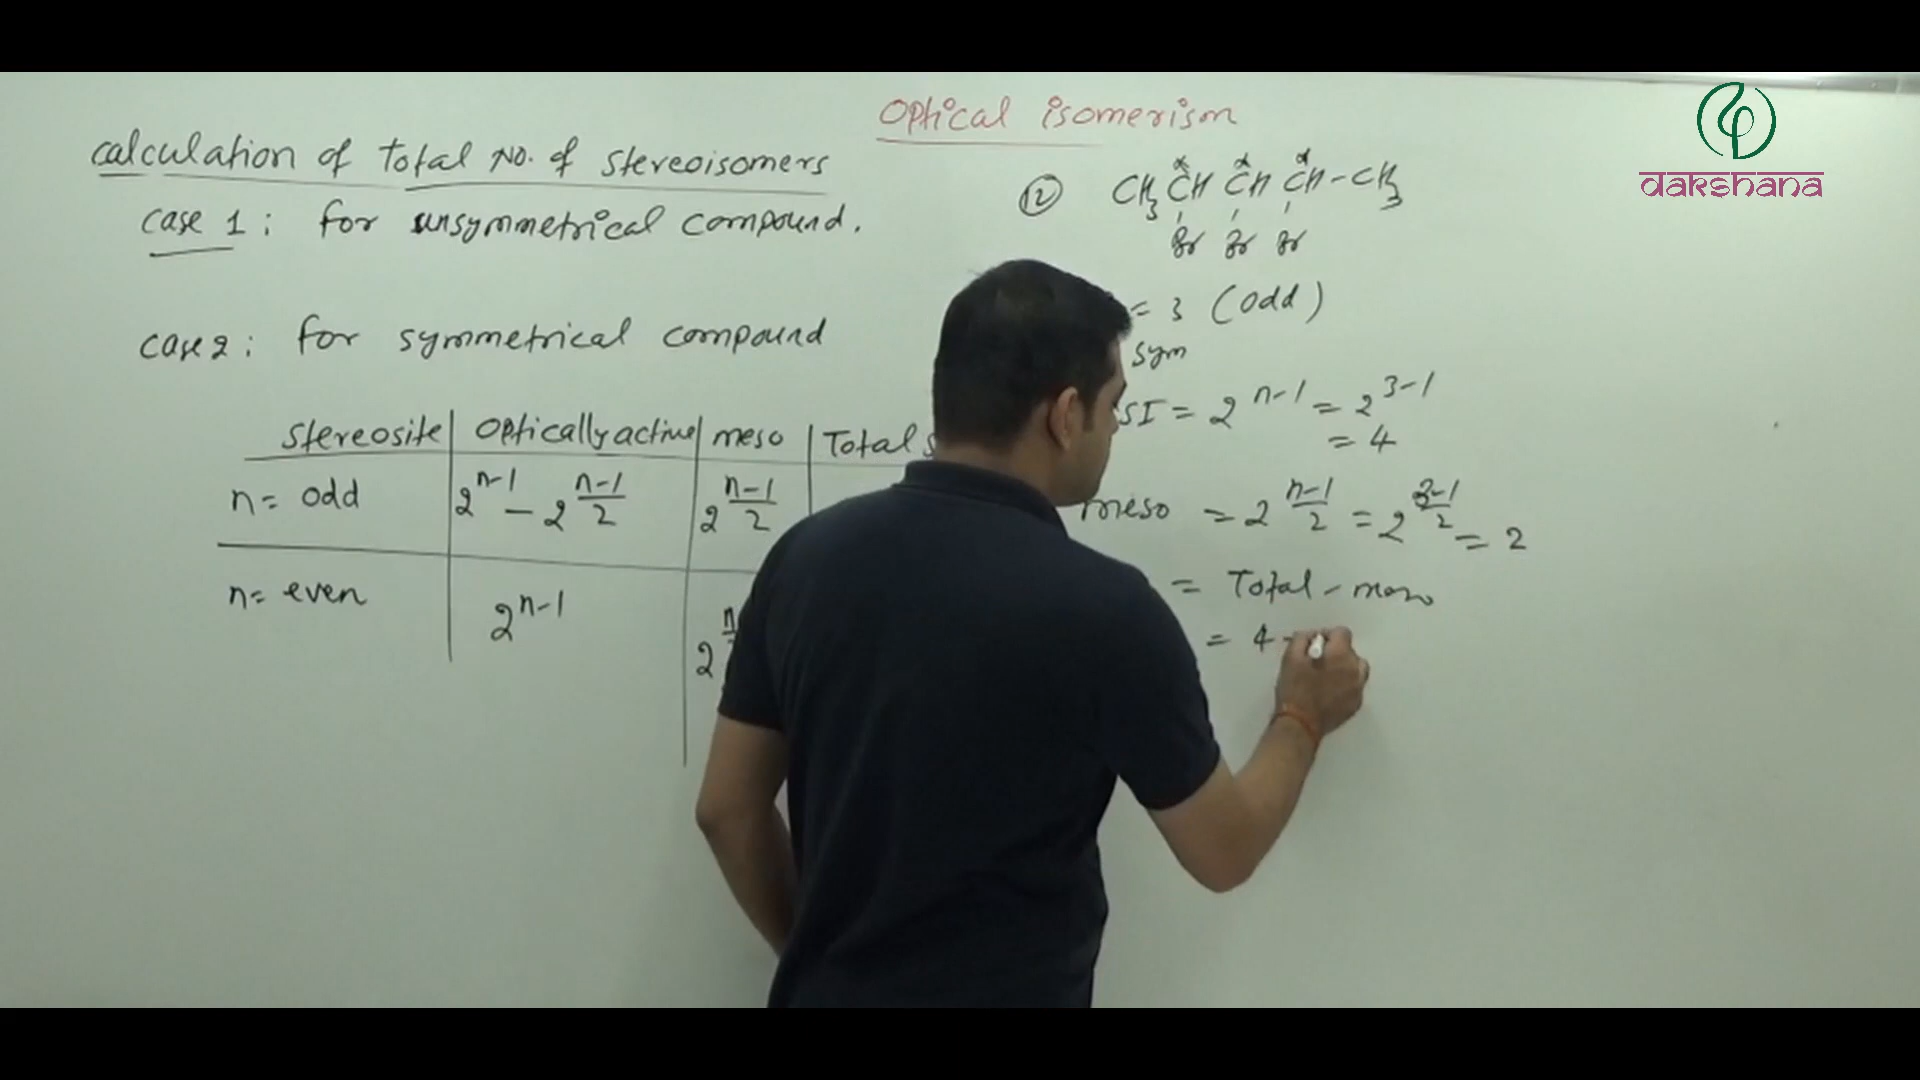 Optical isomerism
dakshana
calculation of Total No. of stereoisomers
case 1 : for unsymmetrical compound.
case 2 : for symmetrical compound
stereosite | Optically active | meso | Total
n = odd | 2^(n-1) - 2^((n-1)/2) | 2^((n-1)/2)
n = even | 2^(n-1)
12 CH3 CH CH CH - CH3
Br Br Br
= 3 (odd)
sym
SI = 2^(n-1) = 2^(3-1)
= 4
meso = 2^((n-1)/2) = 2^((3-1)/2) = 2
= Total - meso
= 4 -